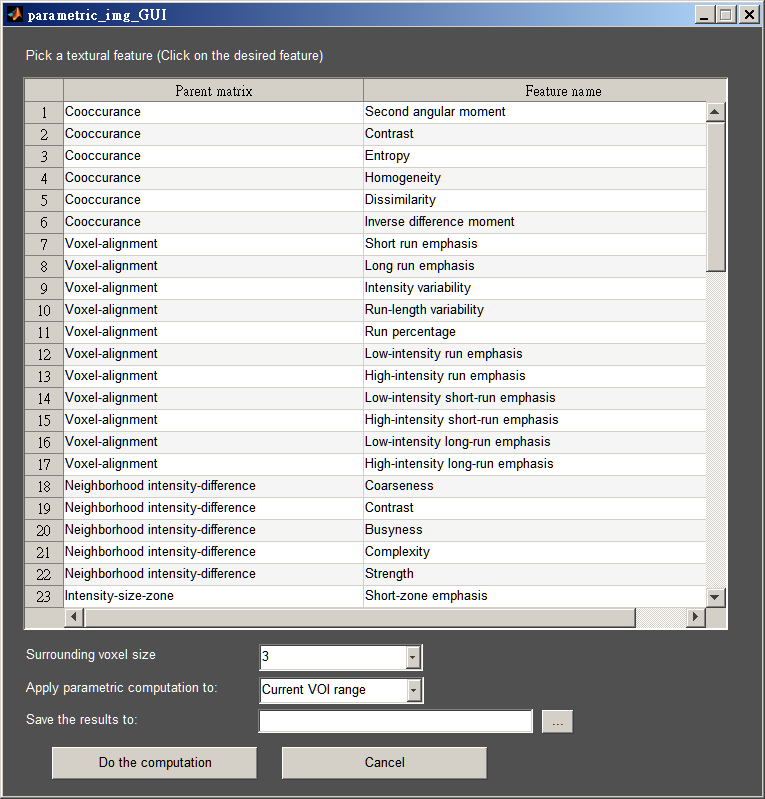 parametric_img_GUI
Pick a textural feature (Click on the desired feature)
Parent matrix Feature name
1 Cooccurance Second angular moment
2 Cooccurance Contrast
3 Cooccurance Entropy
4 Cooccurance Homogeneity
5 Cooccurance Dissimilarity
6 Cooccurance Inverse difference moment
7 Voxel-alignment Short run emphasis
8 Voxel-alignment Long run emphasis
9 Voxel-alignment Intensity variability
10 Voxel-alignment Run-length variability
11 Voxel-alignment Run percentage
12 Voxel-alignment Low-intensity run emphasis
13 Voxel-alignment High-intensity run emphasis
14 Voxel-alignment Low-intensity short-run emphasis
15 Voxel-alignment High-intensity short-run emphasis
16 Voxel-alignment Low-intensity long-run emphasis
17 Voxel-alignment High-intensity long-run emphasis
18 Neighborhood intensity-difference Coarseness
19 Neighborhood intensity-difference Contrast
20 Neighborhood intensity-difference Busyness
21 Neighborhood intensity-difference Complexity
22 Neighborhood intensity-difference Strength
23 Intensity-size-zone Short-zone emphasis
Surrounding voxel size 3
Apply parametric computation to: Current VOI range
Save the results to: ...
Do the computation Cancel